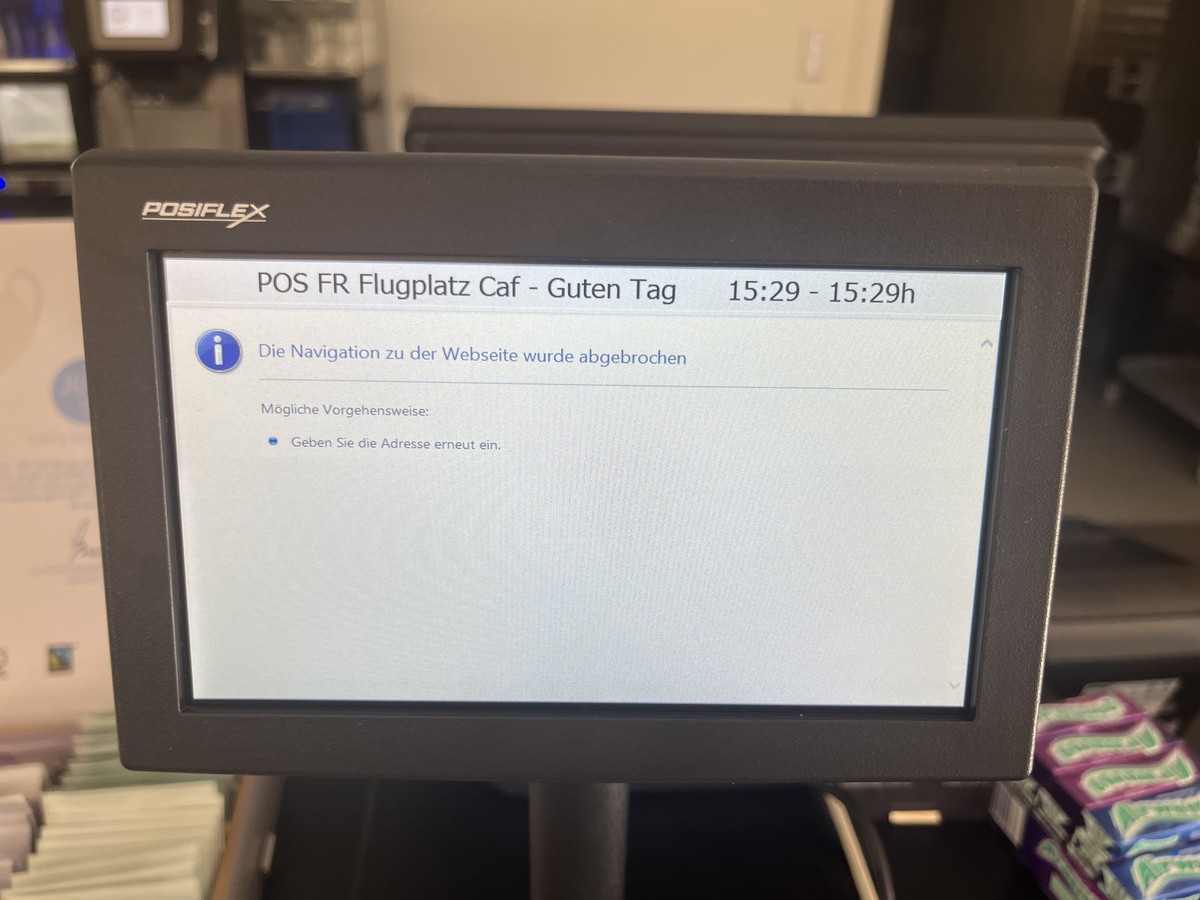 POSIFLEX
POS FR Flugplatz Caf - Guten Tag 15:29 - 15:29h
Die Navigation zu der Webseite wurde abgebrochen
Mögliche Vorgehensweise:
Geben Sie die Adresse erneut ein.